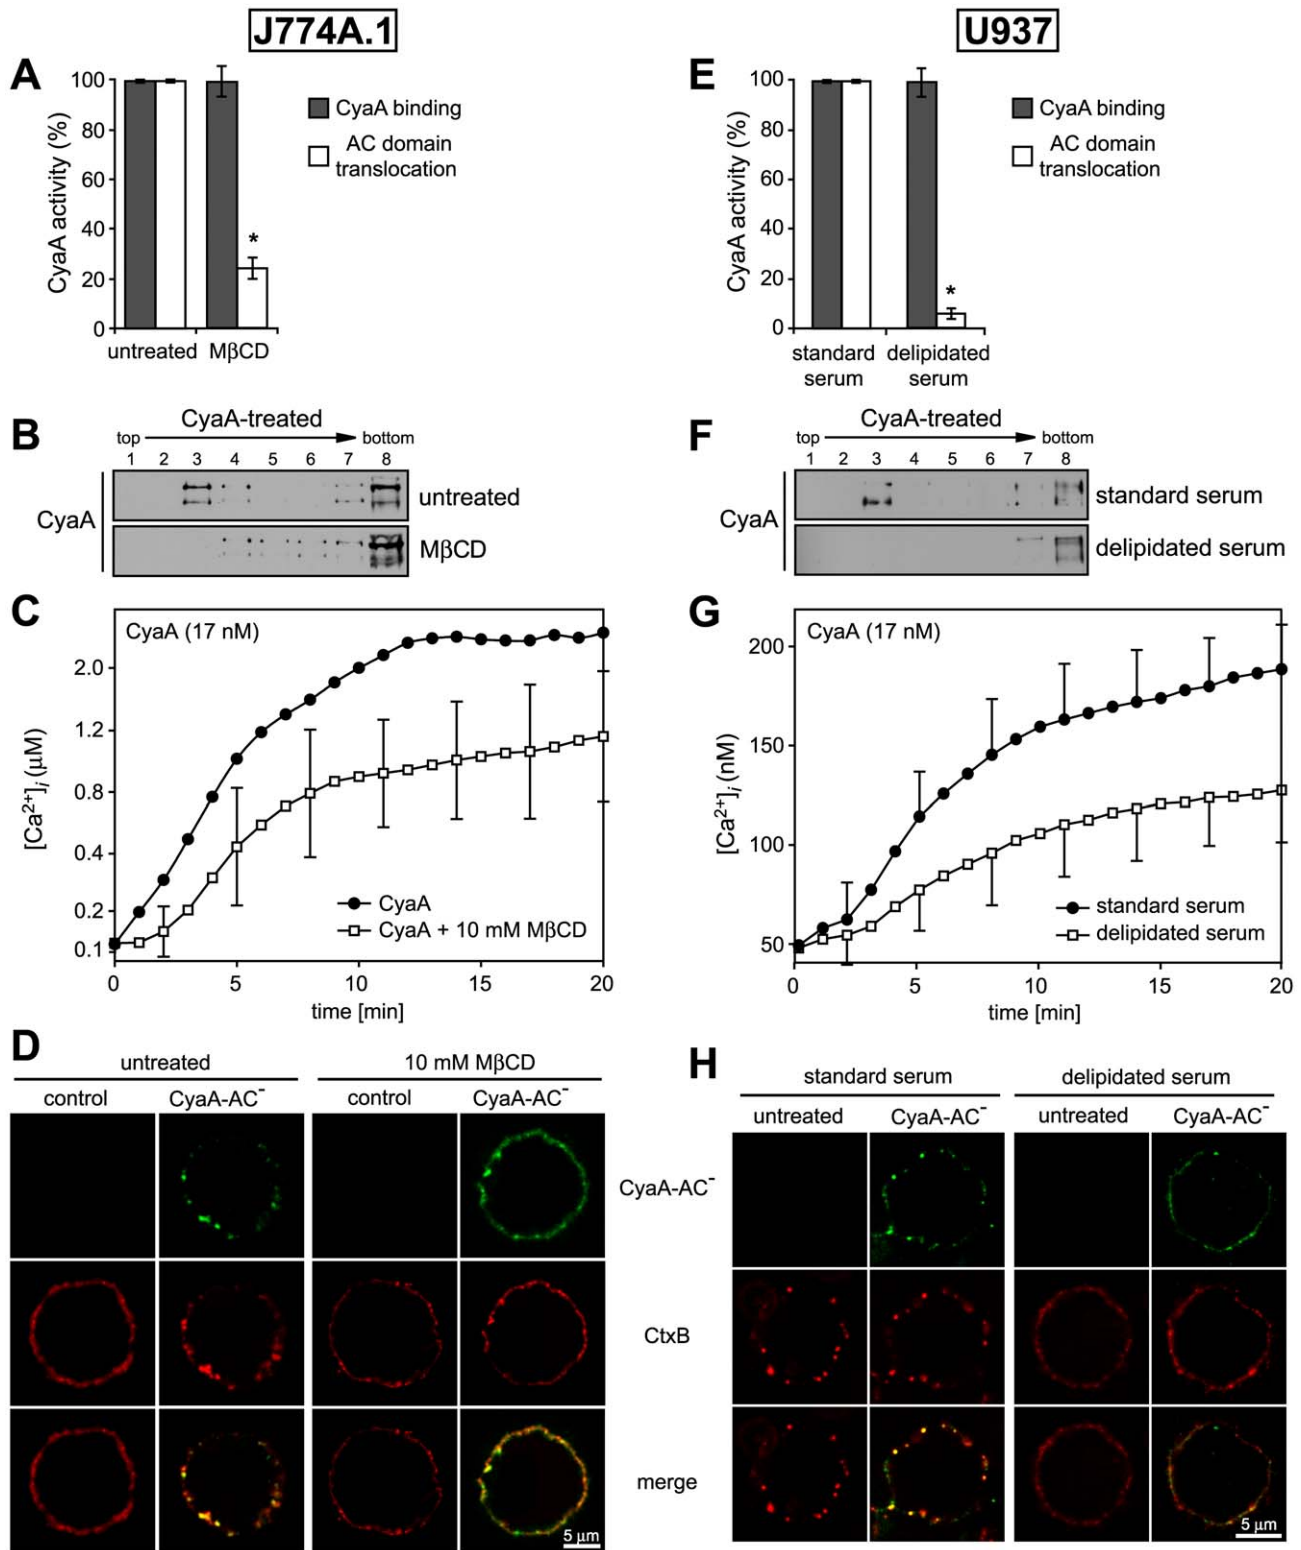 J774A.1
U937
A
CyaA activity (%)
100
80
60
40
20
0
*
untreated MβCD
CyaA binding
AC domain
translocation
E
CyaA activity (%)
100
80
60
40
20
0
*
standard
serum
delipidated
serum
CyaA binding
AC domain
translocation
B
CyaA-treated
top bottom
1 2 3 4 5 6 7 8
CyaA
untreated
MβCD
F
CyaA-treated
top bottom
1 2 3 4 5 6 7 8
CyaA
standard serum
delipidated serum
C
CyaA (17 nM)
[Ca²⁺]ᵢ (μM)
2.0
1.2
0.8
0.4
0.2
0.1
CyaA
CyaA + 10 mM MβCD
0 5 10 15 20
time [min]
G
CyaA (17 nM)
[Ca²⁺]ᵢ (nM)
200
150
100
50
standard serum
delipidated serum
0 5 10 15 20
time [min]
D
untreated 10 mM MβCD
control CyaA-AC⁻ control CyaA-AC⁻
H
standard serum delipidated serum
untreated CyaA-AC⁻ untreated CyaA-AC⁻
CyaA-AC⁻
CtxB
merge
5 μm
5 μm